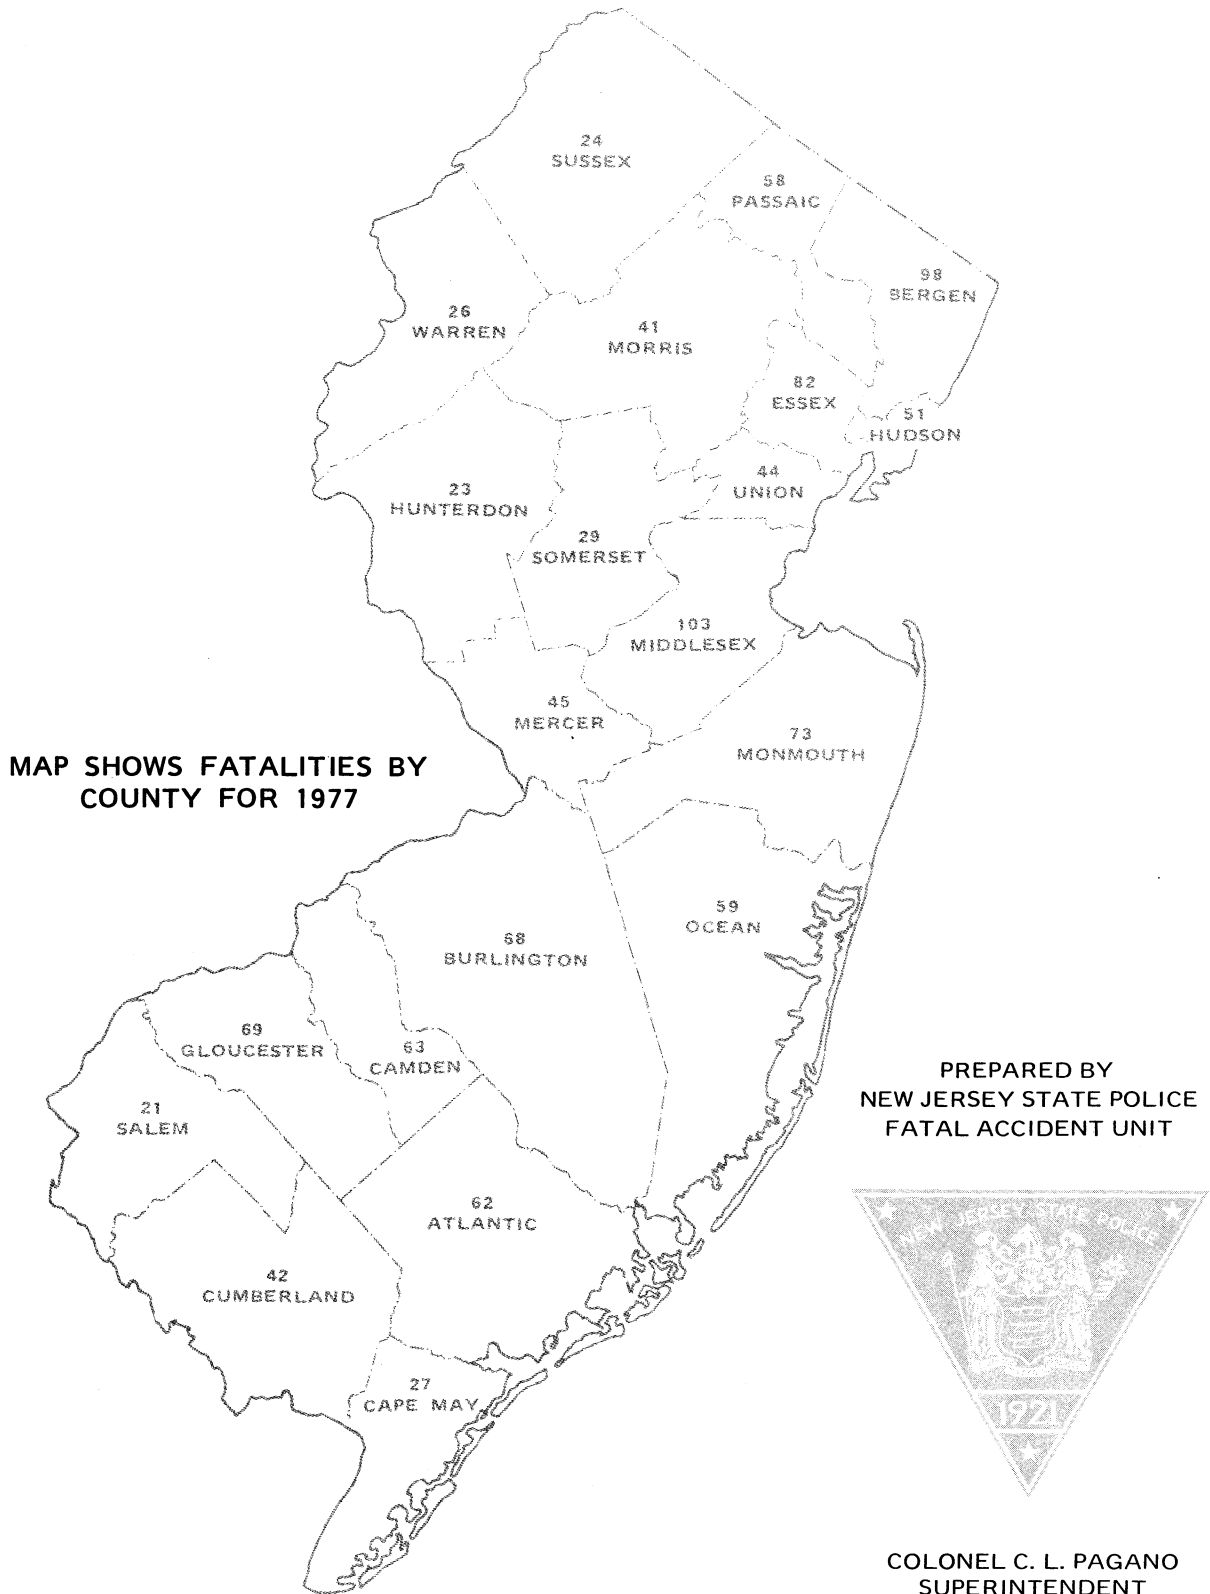 24
SUSSEX
58
PASSAIC
98
BERGEN
26
WARREN
41
MORRIS
82
ESSEX
51
HUDSON
44
UNION
23
HUNTERDON
29
SOMERSET
103
MIDDLESEX
45
MERCER
73
MONMOUTH
MAP SHOWS FATALITIES BY
COUNTY FOR 1977
59
OCEAN
68
BURLINGTON
69
GLOUCESTER
63
CAMDEN
21
SALEM
62
ATLANTIC
42
CUMBERLAND
27
CAPE MAY
PREPARED BY
NEW JERSEY STATE POLICE
FATAL ACCIDENT UNIT
NEW JERSEY STATE POLICE
1921
COLONEL C. L. PAGANO
SUPERINTENDENT